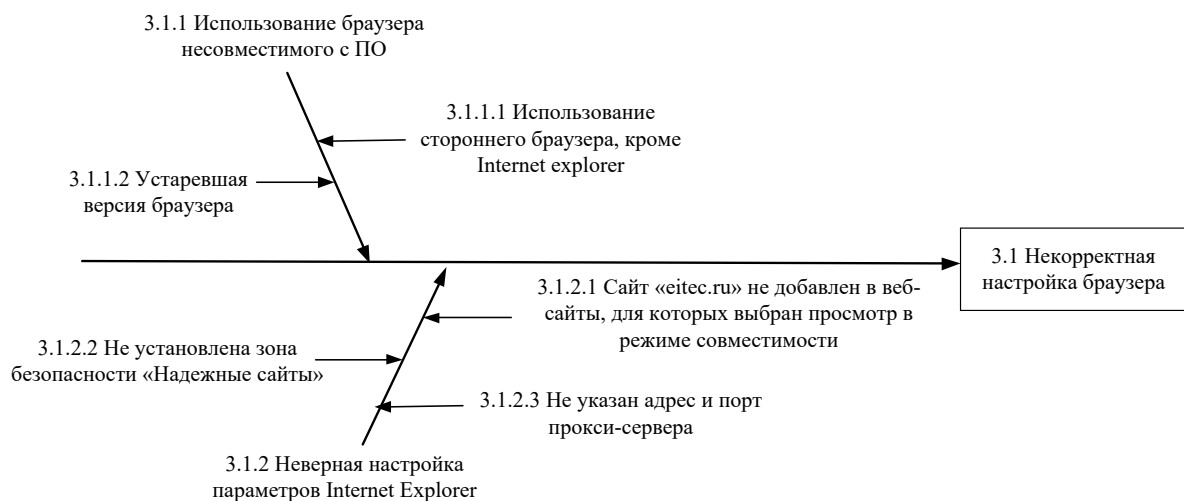 3.1.1 Использование браузера
несовместимого с ПО
3.1.1.1 Использование
стороннего браузера, кроме
Internet explorer
3.1.1.2 Устаревшая
версия браузера
3.1 Некорректная
настройка браузера
3.1.2.1 Сайт «eitec.ru» не добавлен в веб-
сайты, для которых выбран просмотр в
режиме совместимости
3.1.2.2 Не установлена зона
безопасности «Надежные сайты»
3.1.2.3 Не указан адрес и порт
прокси-сервера
3.1.2 Неверная настройка
параметров Internet Explorer